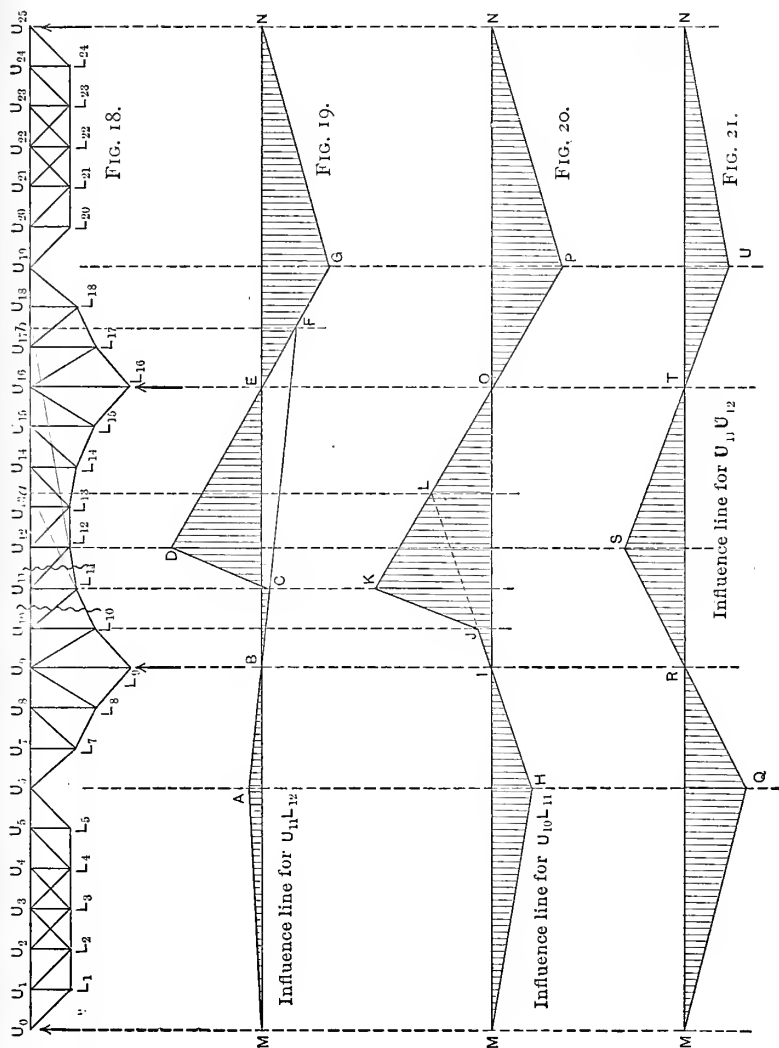 U0 U1 U2 U3 U4 U5 U7 U8 U9 U11 U12 U14 U15 U16 U17 h U18 U19 U20 U21 U22 U23 U24 U25
L1 L2 L3 L4 L5 L7 L8 L9 L10 L11 L12 L13 L14 L15 L16 L17 L18 L20 L21 L22 L23 L24
FIG. 18.
M A B C D E F G N
Influence line for U11L12
FIG. 19.
M H I J K L O P N
Influence line for U10L11
FIG. 20.
M Q R S T U N
Influence line for U11U12
FIG. 21.